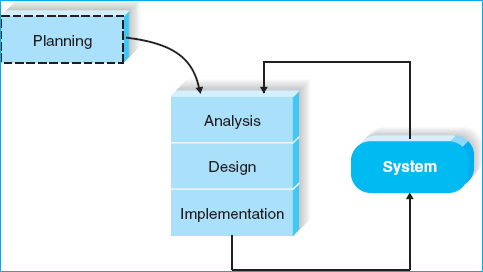 Planning
Analysis
Design
Implementation
System